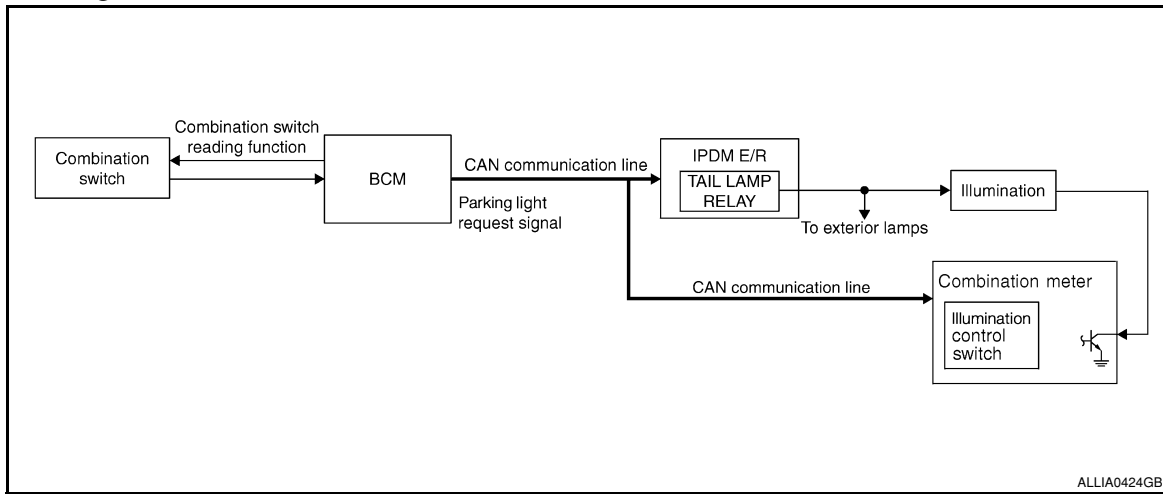 Combination switch
reading function
Combination
switch
BCM
CAN communication line
Parking light
request signal
IPDM E/R
TAIL LAMP
RELAY
To exterior lamps
Illumination
CAN communication line
Combination meter
Illumination
control
switch
ALLIA0424GB